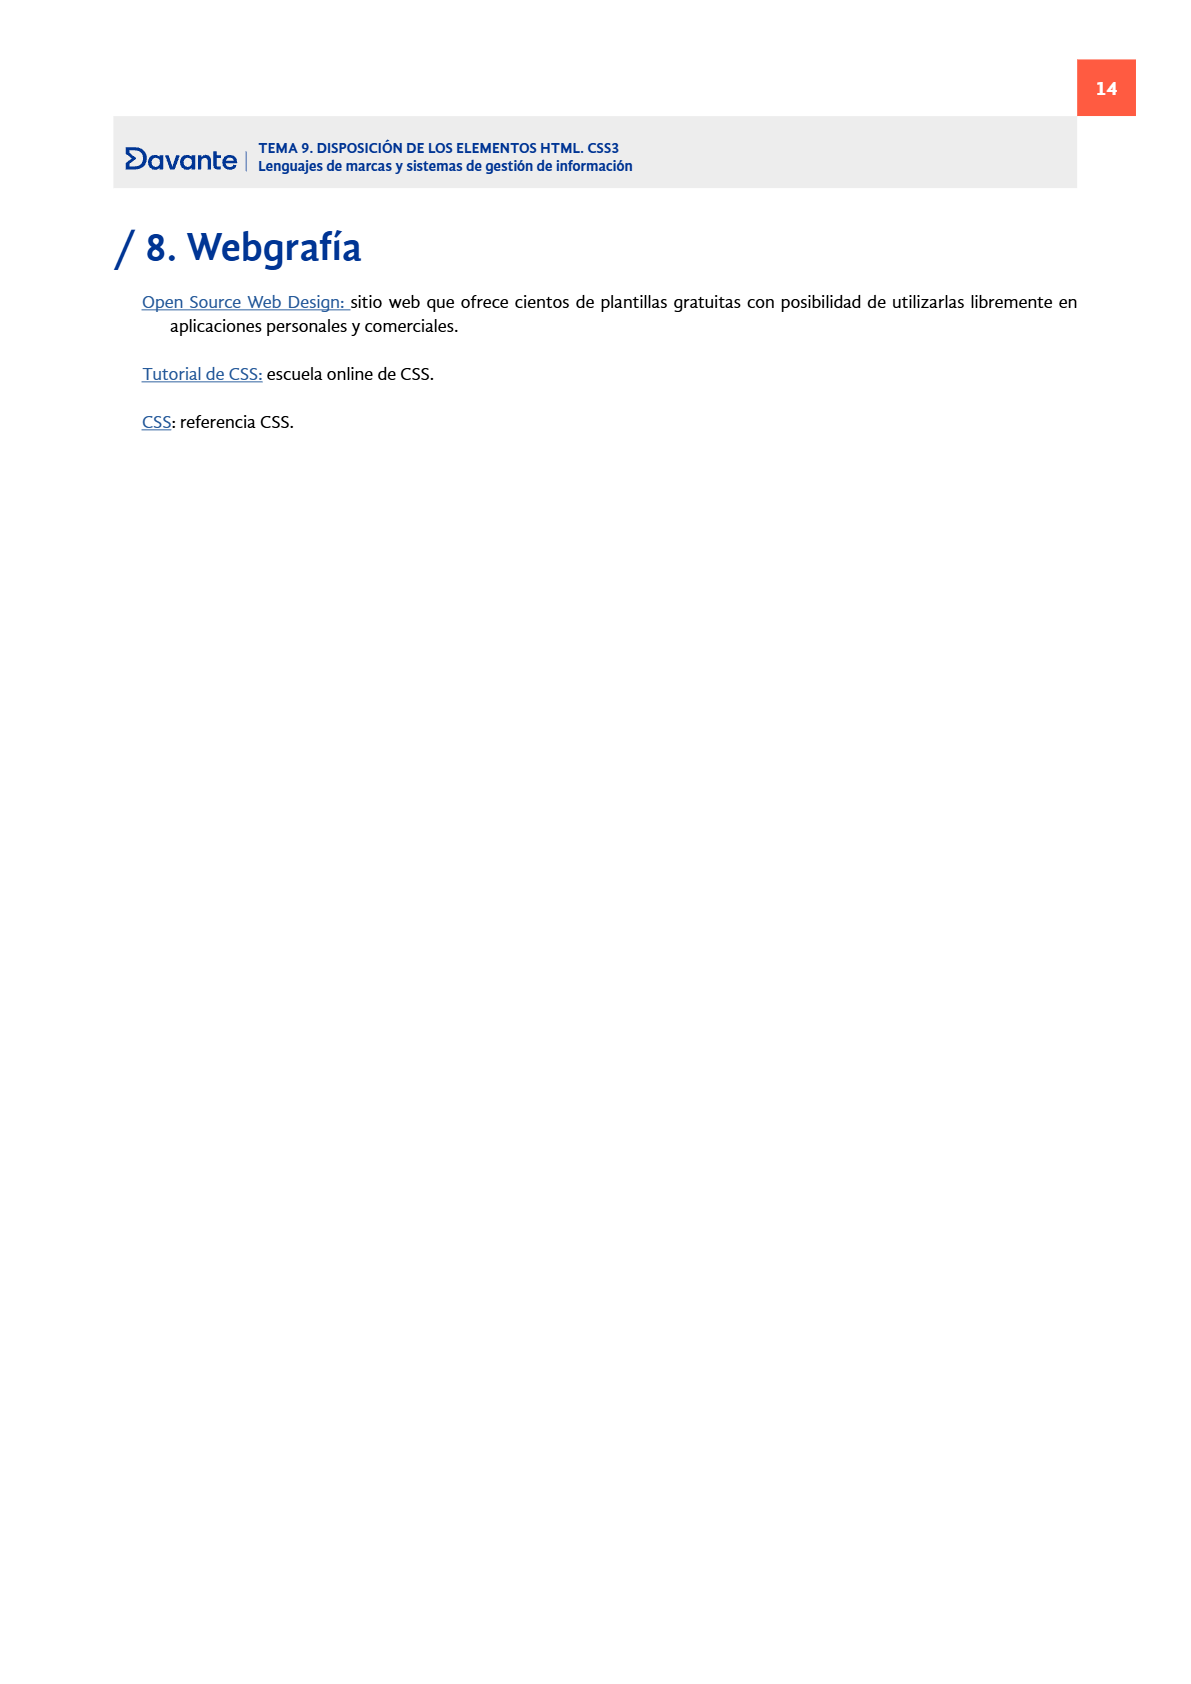 14
Davante
TEMA 9. DISPOSICIÓN DE LOS ELEMENTOS HTML. CSS3
Lenguajes de marcas y sistemas de gestión de información
/ 8. Webgrafía
Open Source Web Design: sitio web que ofrece cientos de plantillas gratuitas con posibilidad de utilizarlas libremente en
aplicaciones personales y comerciales.
Tutorial de CSS: escuela online de CSS.
CSS: referencia CSS.